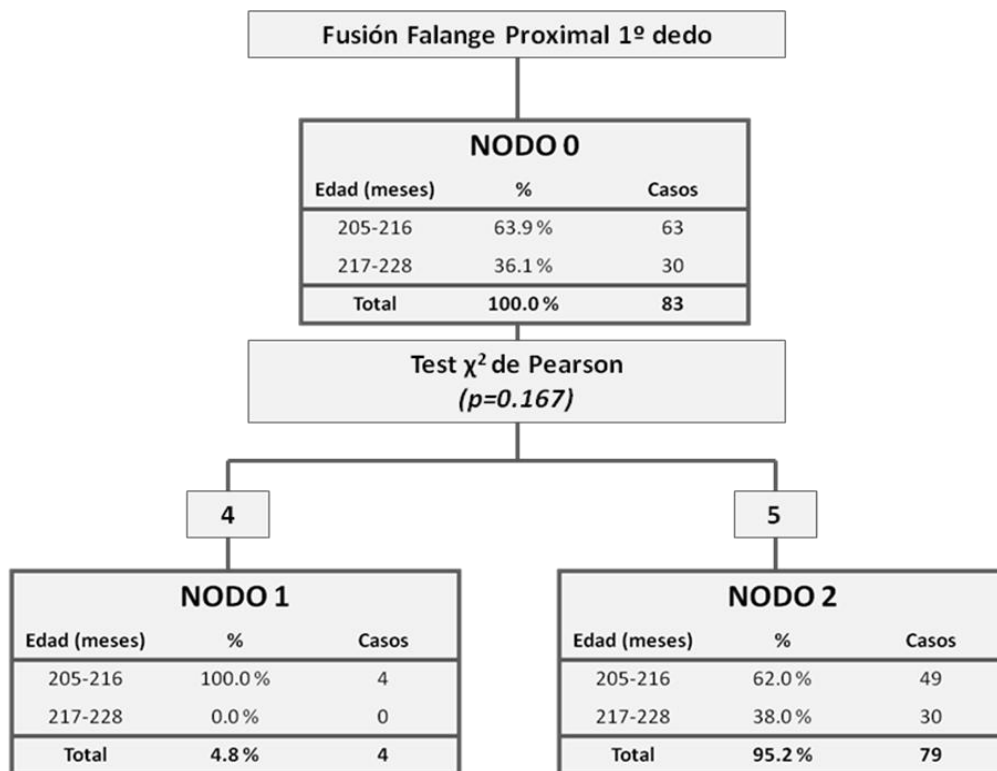 Fusión Falange Proximal 1º dedo
NODO 0
Edad (meses) % Casos
205-216 63.9 % 63
217-228 36.1 % 30
Total 100.0 % 83
Test χ² de Pearson
(p=0.167)
4
5
NODO 1
Edad (meses) % Casos
205-216 100.0 % 4
217-228 0.0 % 0
Total 4.8 % 4
NODO 2
Edad (meses) % Casos
205-216 62.0 % 49
217-228 38.0 % 30
Total 95.2 % 79